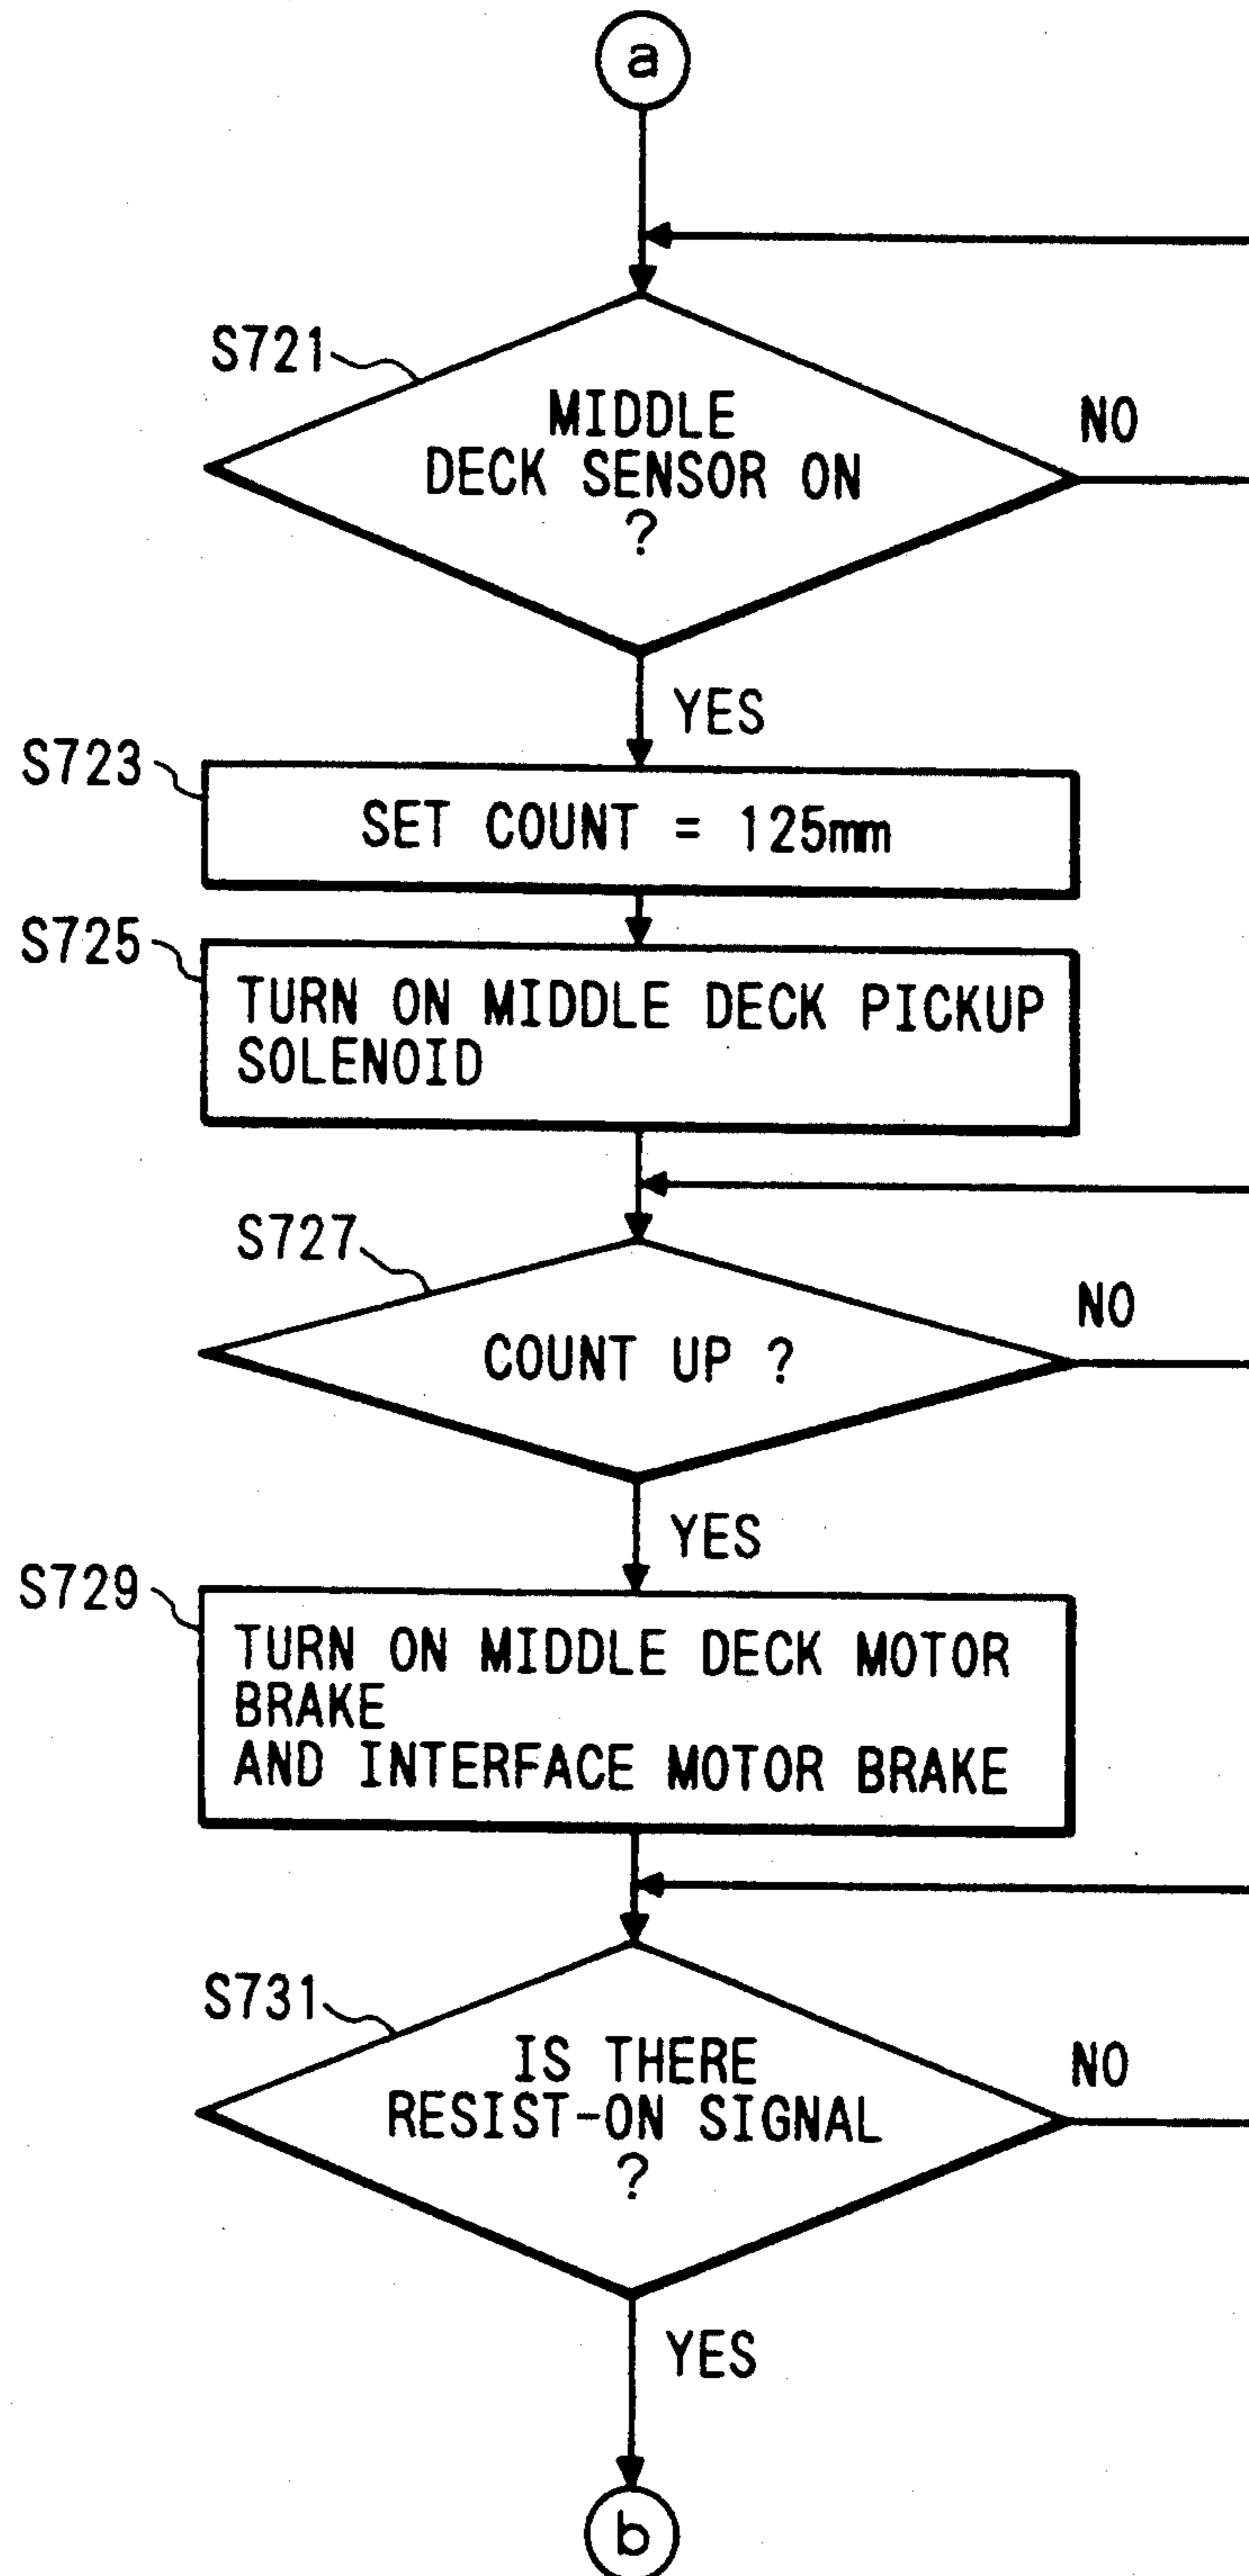 a
S721
MIDDLE
DECK SENSOR ON
?
NO
YES
S723
SET COUNT = 125mm
S725
TURN ON MIDDLE DECK PICKUP
SOLENOID
S727
COUNT UP ?
NO
YES
S729
TURN ON MIDDLE DECK MOTOR
BRAKE
AND INTERFACE MOTOR BRAKE
S731
IS THERE
RESIST-ON SIGNAL
?
NO
YES
b